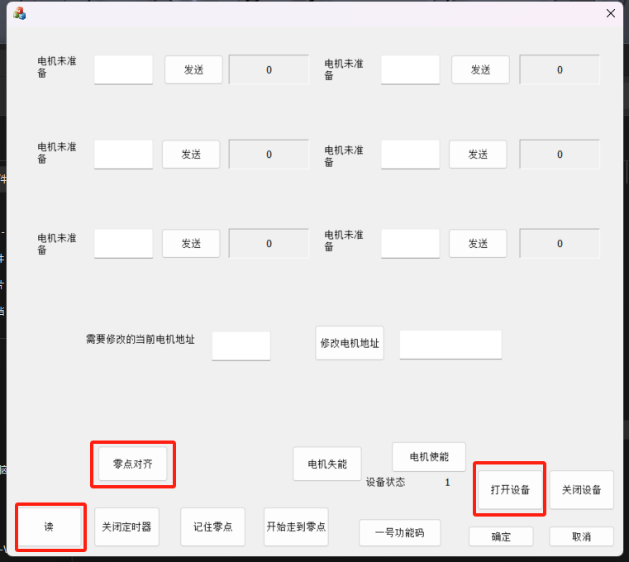 电机未准
备
发送
0
电机未准
备
发送
0
电机未准
备
发送
0
电机未准
备
发送
0
电机未准
备
发送
0
电机未准
备
发送
0
需要修改的当前电机地址
修改电机地址
零点对齐
电机失能
电机使能
设备状态 1
打开设备
关闭设备
读
关闭定时器
记住零点
开始走到零点
一号功能码
确定
取消